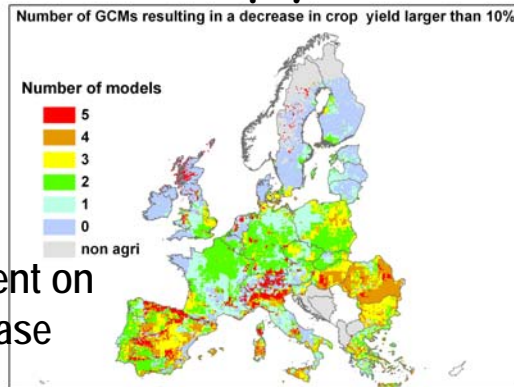 Number of GCMs resulting in a decrease in crop yield larger than 10%
Number of models
5
4
3
2
1
0
non agri
ent on
ase